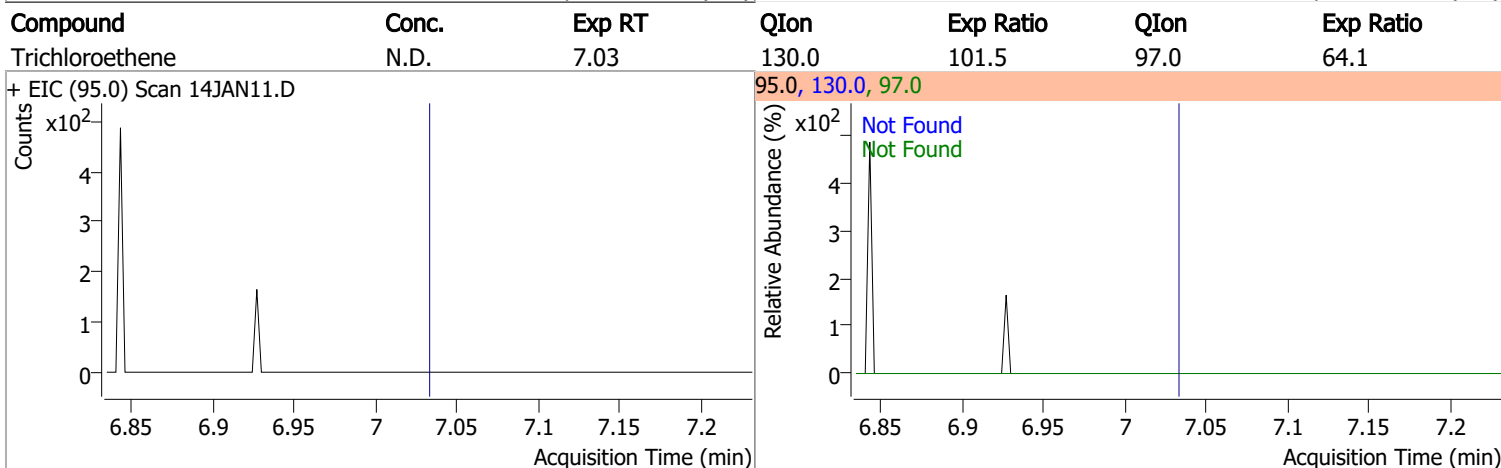 Compound Conc. Exp RT QIon Exp Ratio QIon Exp Ratio
Trichloroethene N.D. 7.03 130.0 101.5 97.0 64.1
+ EIC (95.0) Scan 14JAN11.D
Counts
x10²
4
3
2
1
0
6.85 6.9 6.95 7 7.05 7.1 7.15 7.2
Acquisition Time (min)
95.0, 130.0, 97.0
Relative Abundance (%)
x10²
Not Found
Not Found
4
3
2
1
0
6.85 6.9 6.95 7 7.05 7.1 7.15 7.2
Acquisition Time (min)